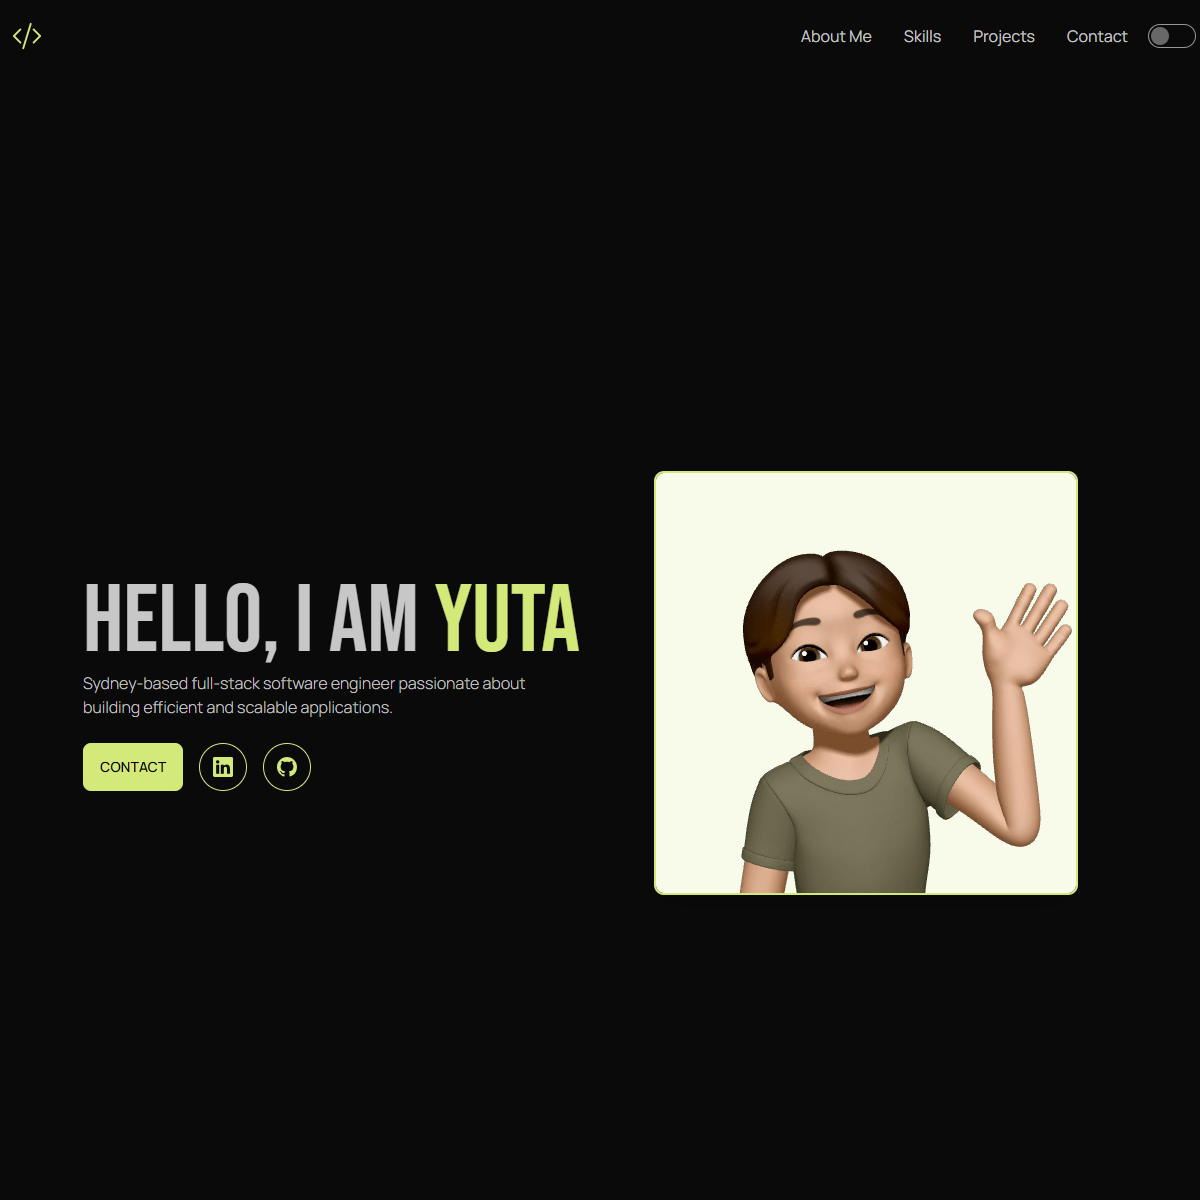 </>
About Me Skills Projects Contact
HELLO, I AM YUTA
Sydney-based full-stack software engineer passionate about
building efficient and scalable applications.
CONTACT in